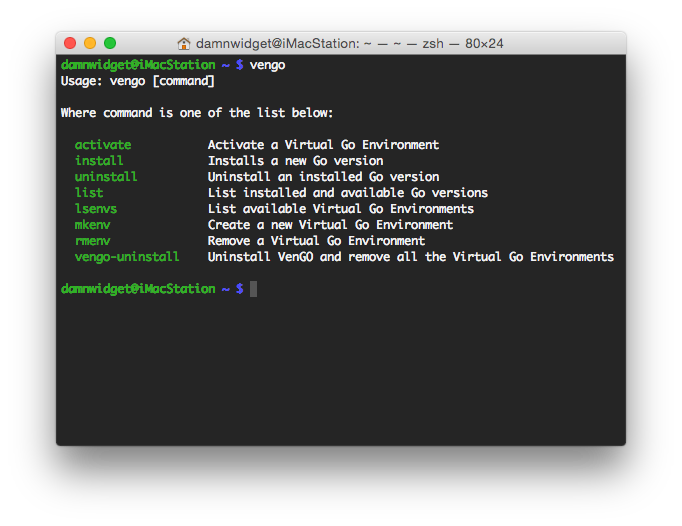 damnwidget@iMacStation: ~ — ~ — zsh — 80×24
damnwidget@iMacStation ~ $ vengo
Usage: vengo [command]
Where command is one of the list below:
activate Activate a Virtual Go Environment
install Installs a new Go version
uninstall Uninstall an installed Go version
list List installed and available Go versions
lsenvs List available Virtual Go Environments
mkenv Create a new Virtual Go Environment
rmenv Remove a Virtual Go Environment
vengo-uninstall Uninstall VenGO and remove all the Virtual Go Environments
damnwidget@iMacStation ~ $